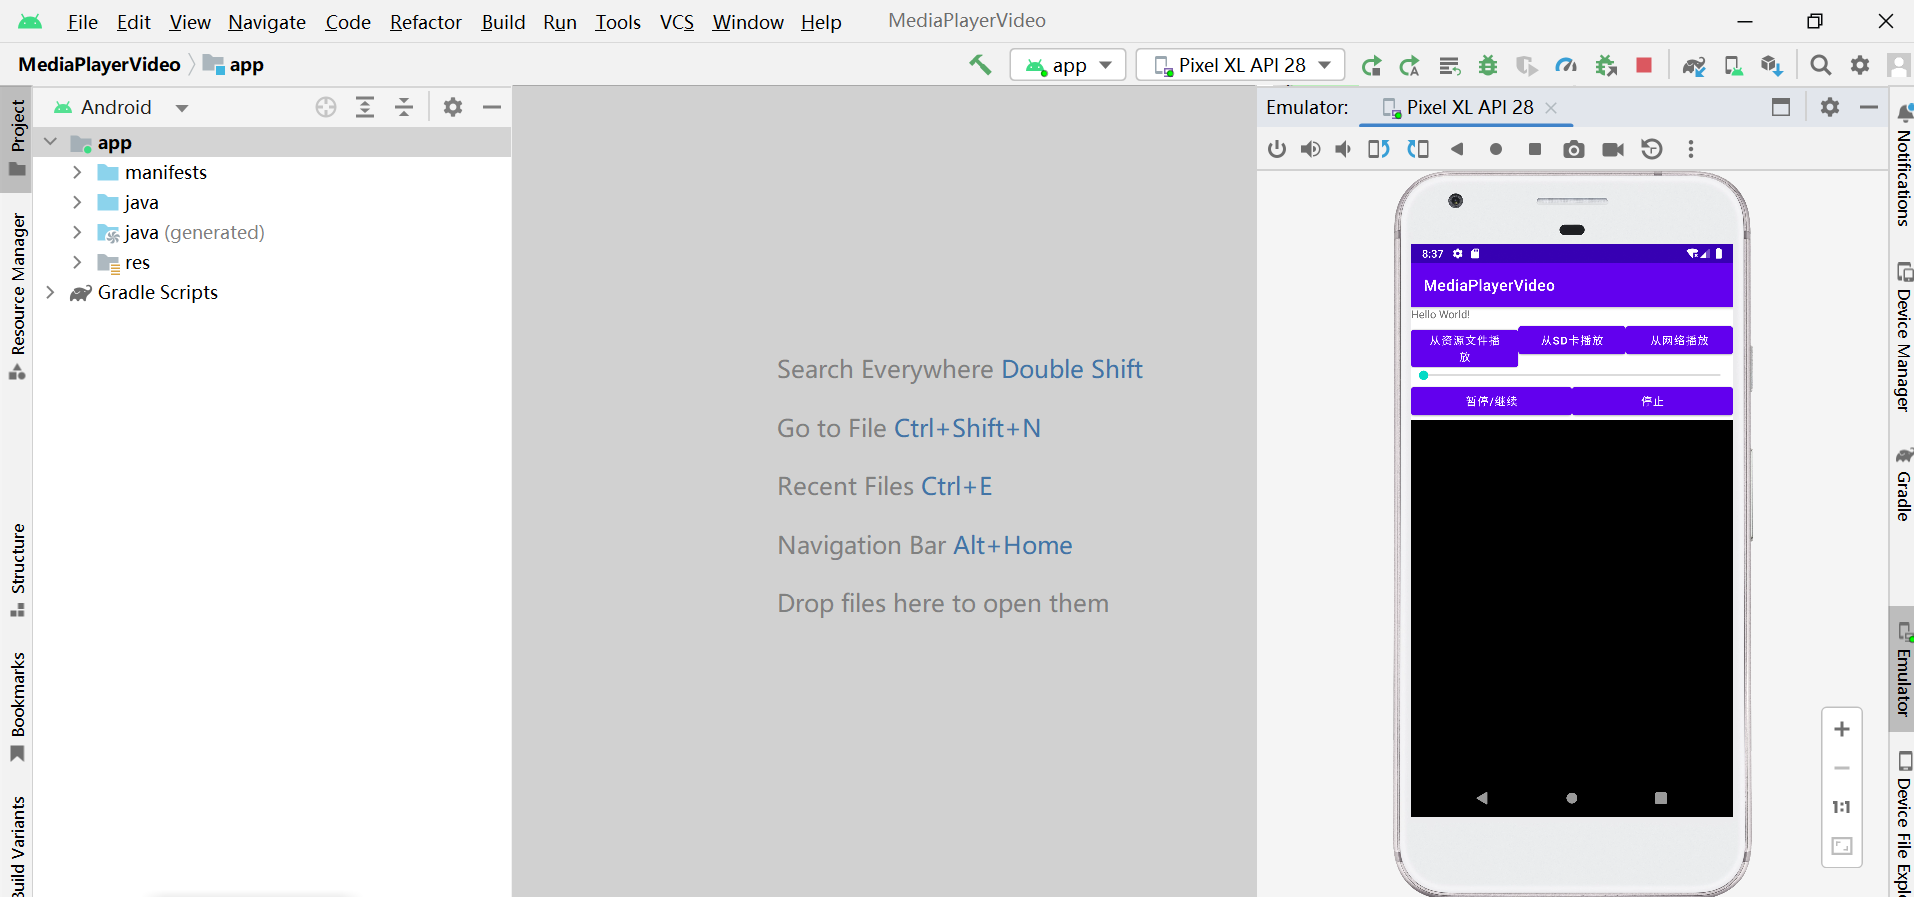 File Edit View Navigate Code Refactor Build Run Tools VCS Window Help MediaPlayerVideo
MediaPlayerVideo app
app Pixel XL API 28
Project
Resource Manager
Structure
Bookmarks
Build Variants
Android
app
manifests
java
java (generated)
res
Gradle Scripts
Search Everywhere Double Shift
Go to File Ctrl+Shift+N
Recent Files Ctrl+E
Navigation Bar Alt+Home
Drop files here to open them
Emulator: Pixel XL API 28
8:37
MediaPlayerVideo
Hello World!
从资源文件播
放
从SD卡播放
从网络播放
暂停/继续
停止
1:1
Notifications
Device Manager
Gradle
Emulator
Device File Explo